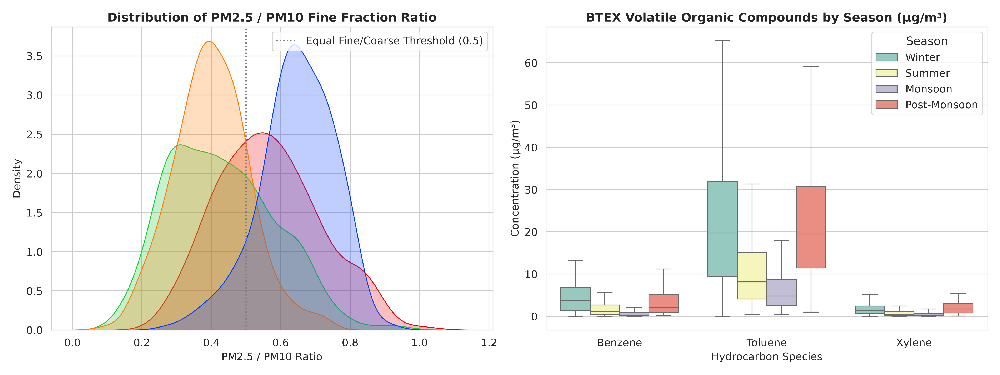 Distribution of PM2.5 / PM10 Fine Fraction Ratio
Equal Fine/Coarse Threshold (0.5)
Density
3.5
3.0
2.5
2.0
1.5
1.0
0.5
0.0
0.0 0.2 0.4 0.6 0.8 1.0 1.2
PM2.5 / PM10 Ratio
BTEX Volatile Organic Compounds by Season (µg/m³)
Season
Winter
Summer
Monsoon
Post-Monsoon
Concentration (µg/m³)
60
50
40
30
20
10
0
Benzene Toluene Xylene
Hydrocarbon Species